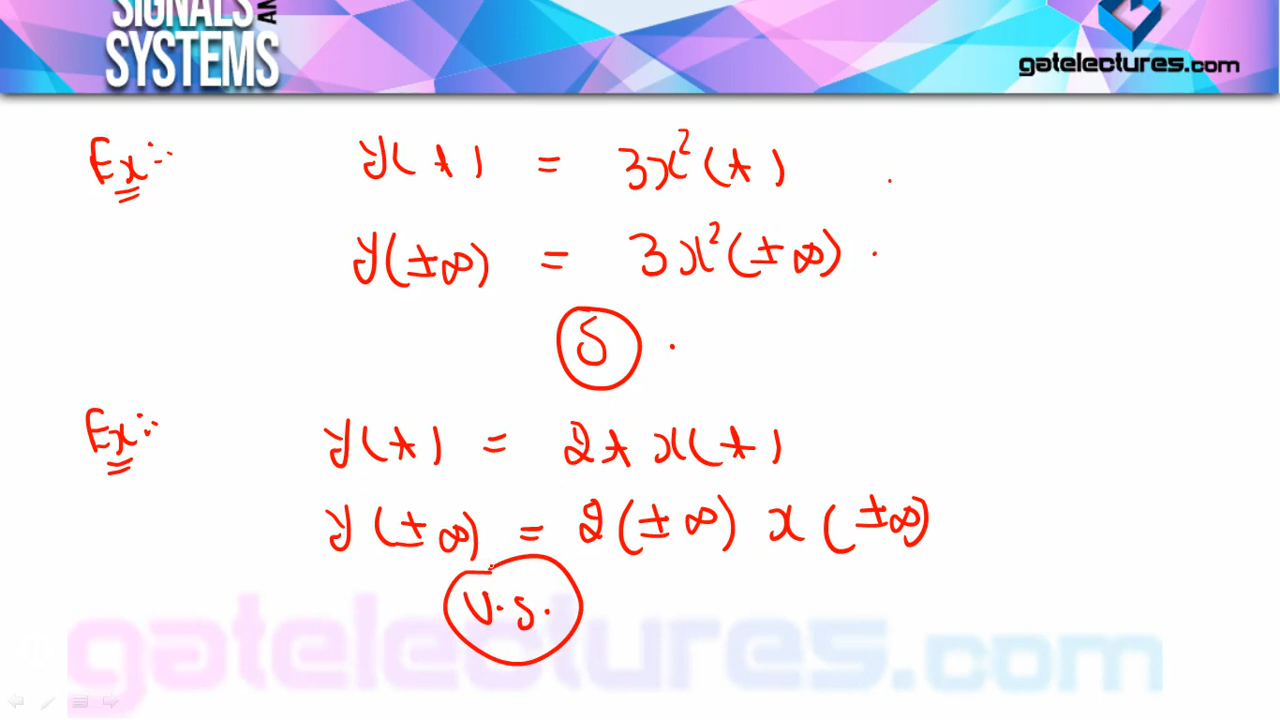 SIGNALS AND
SYSTEMS
gatelectures.com
Ex:- y(t) = 3x²(t)
y(±∞) = 3x²(±∞)
S
Ex:- y(t) = 2t x(t)
y(±∞) = 2(±∞) x(±∞)
U.S.
gatelectures.com